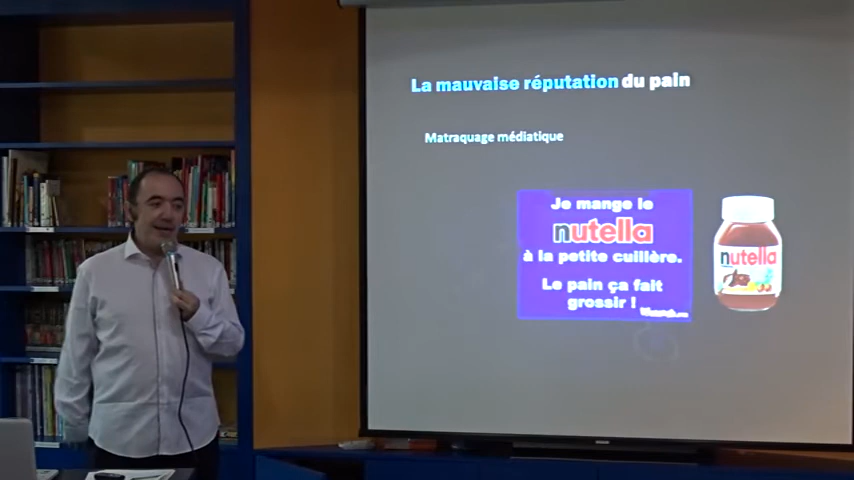 La mauvaise réputation du pain
Matraquage médiatique
Je mange le
nutella
à la petite cuillère.
Le pain ça fait
grossir !
nutella